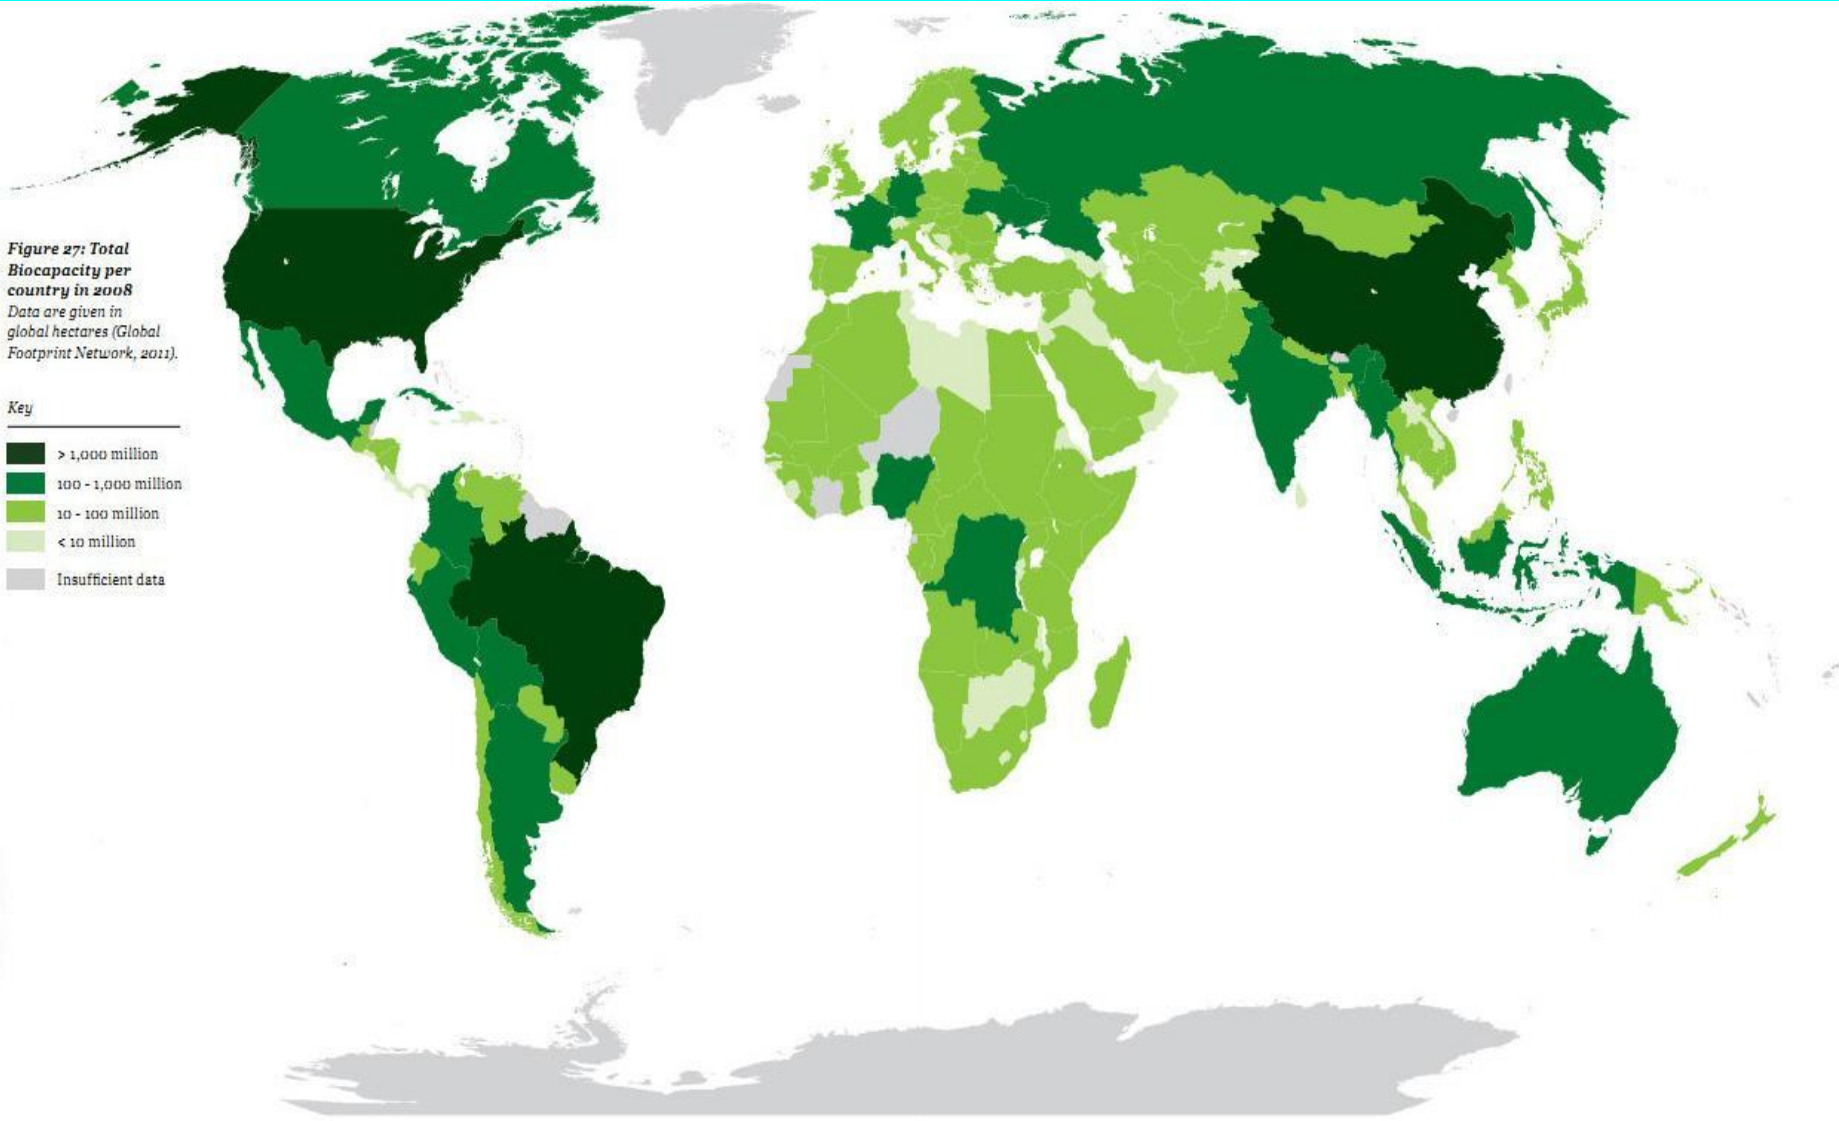 Figure 27: Total
Biocapacity per
country in 2008
Data are given in
global hectares (Global
Footprint Network, 2011).
Key
> 1,000 million
100 - 1,000 million
10 - 100 million
< 10 million
Insufficient data